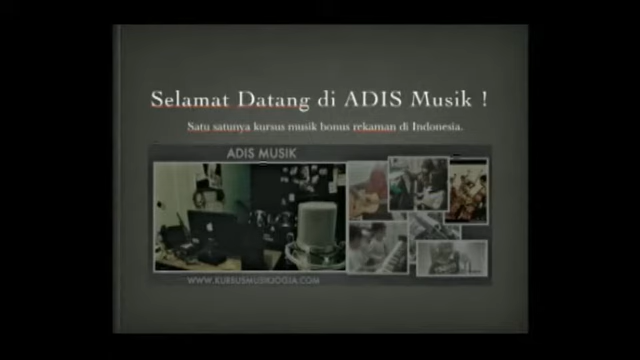 Selamat Datang di ADIS Musik !
Satu satunya kursus musik bonus rekaman di Indonesia.
ADIS MUSIK
WWW.KURSUSMUSIKJOGJA.COM